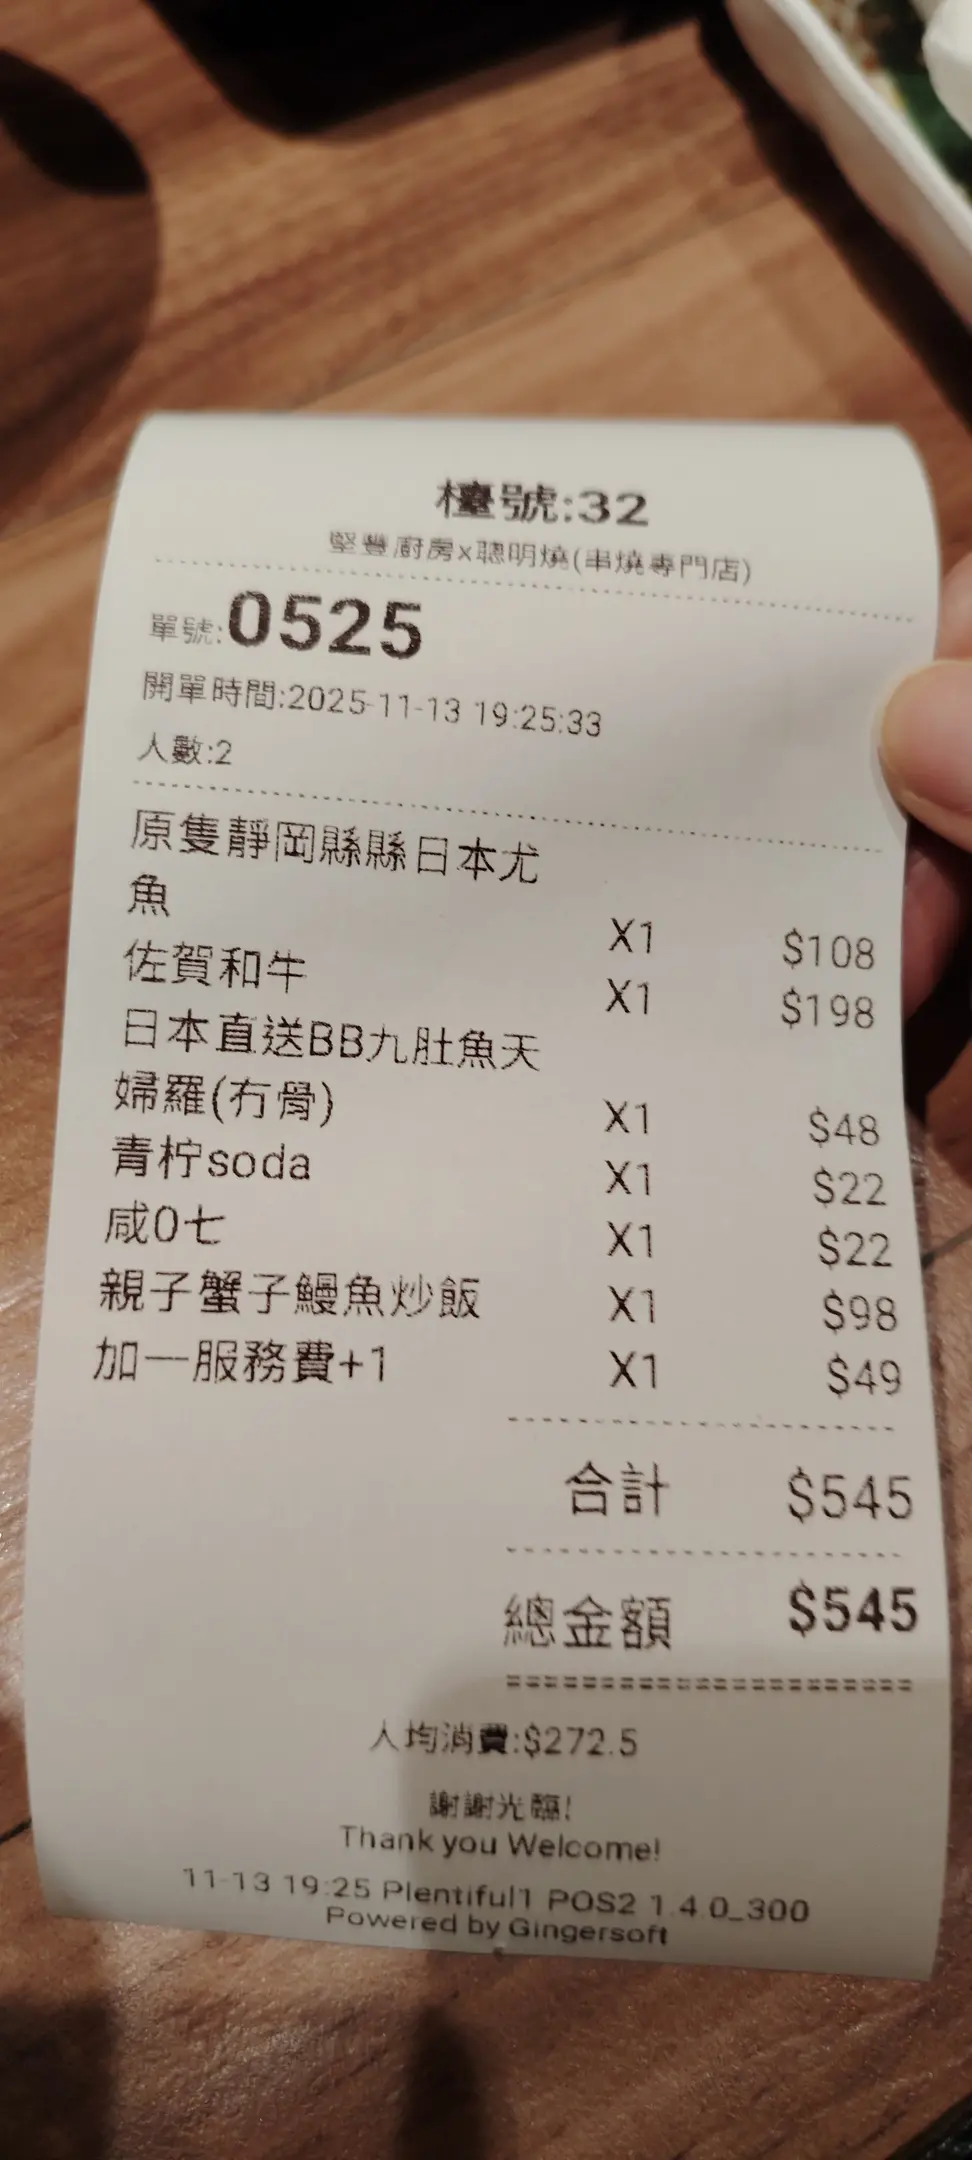 檯號:32
堅豐廚房x聰明燒(串燒專門店)
單號:0525
開單時間:2025-11-13 19:25:33
人數:2
原隻靜岡縣縣日本尤
魚 X1 $108
佐賀和牛 X1 $198
日本直送BB九肚魚天
婦羅(冇骨) X1 $48
青柠soda X1 $22
咸0七 X1 $22
親子蟹子鰻魚炒飯 X1 $98
加一服務費+1 X1 $49
合計 $545
總金額 $545
人均消費:$272.5
謝謝光臨!
Thank you Welcome!
11-13 19:25 Plentiful1 POS2 1.4.0_300
Powered by Gingersoft